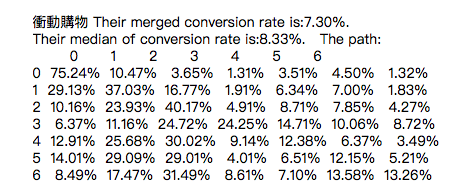 衝動購物 Their merged conversion rate is:7.30%.
Their median of conversion rate is:8.33%. The path:
0 1 2 3 4 5 6
0 75.24% 10.47% 3.65% 1.31% 3.51% 4.50% 1.32%
1 29.13% 37.03% 16.77% 1.91% 6.34% 7.00% 1.83%
2 10.16% 23.93% 40.17% 4.91% 8.71% 7.85% 4.27%
3 6.37% 11.16% 24.72% 24.25% 14.71% 10.06% 8.72%
4 12.91% 25.68% 30.02% 9.14% 12.38% 6.37% 3.49%
5 14.01% 29.09% 29.01% 4.01% 6.51% 12.15% 5.21%
6 8.49% 17.47% 31.49% 8.61% 7.10% 13.58% 13.26%